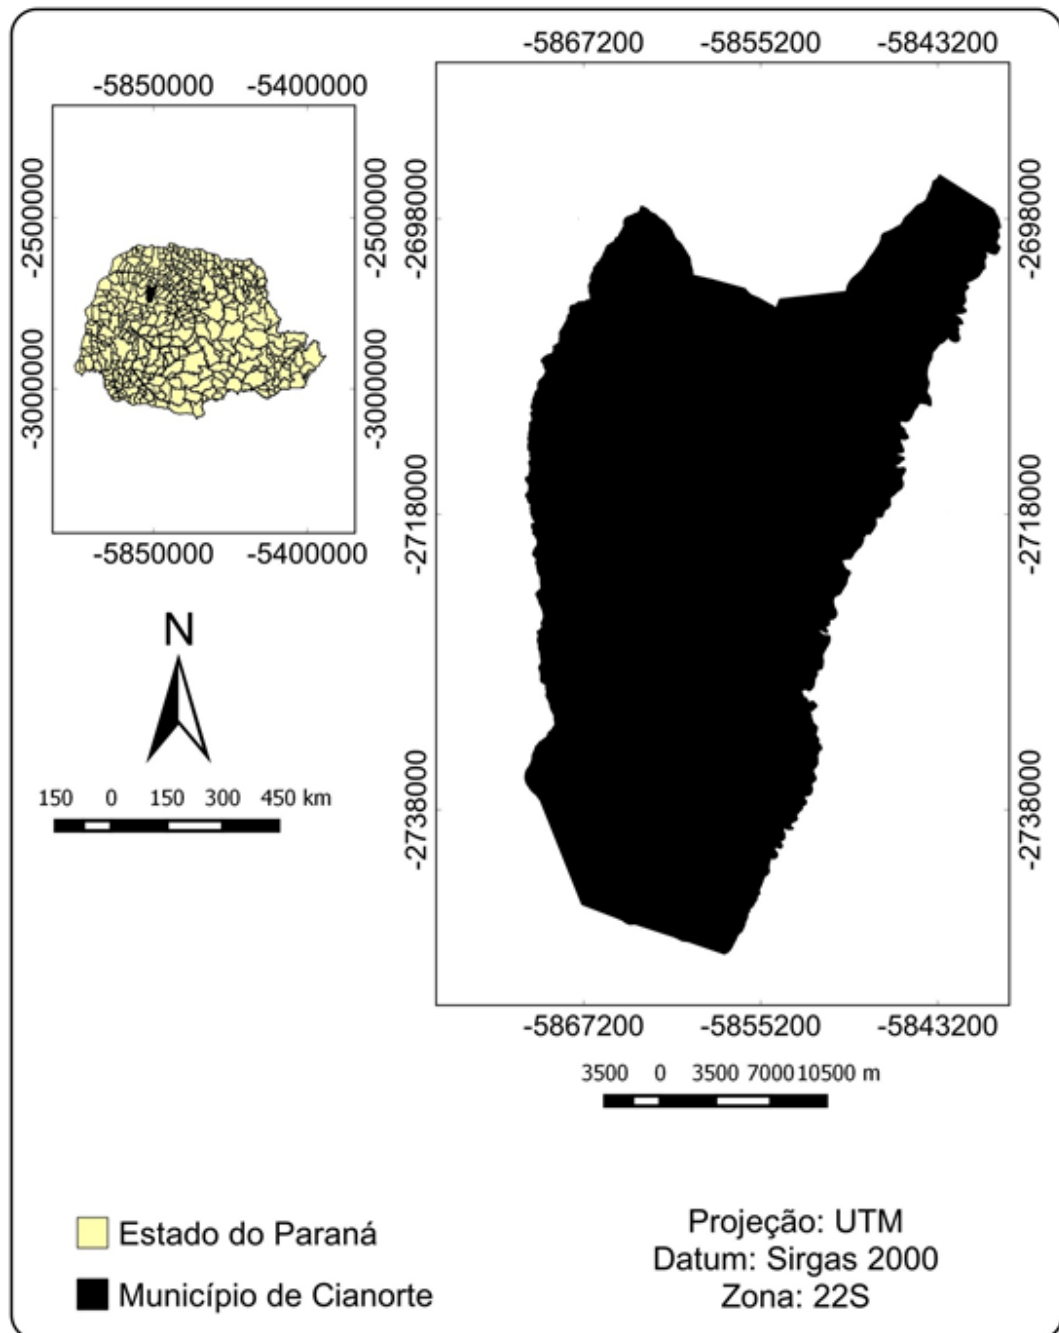 -5867200 -5855200 -5843200
-5850000 -5400000
-2500000 -2500000
-3000000 -3000000
-5850000 -5400000
-2698000 -2698000
-2718000 -2718000
-2738000 -2738000
N
150 0 150 300 450 km
-5867200 -5855200 -5843200
3500 0 3500 7000 10500 m
Estado do Paraná
Município de Cianorte
Projeção: UTM
Datum: Sirgas 2000
Zona: 22S